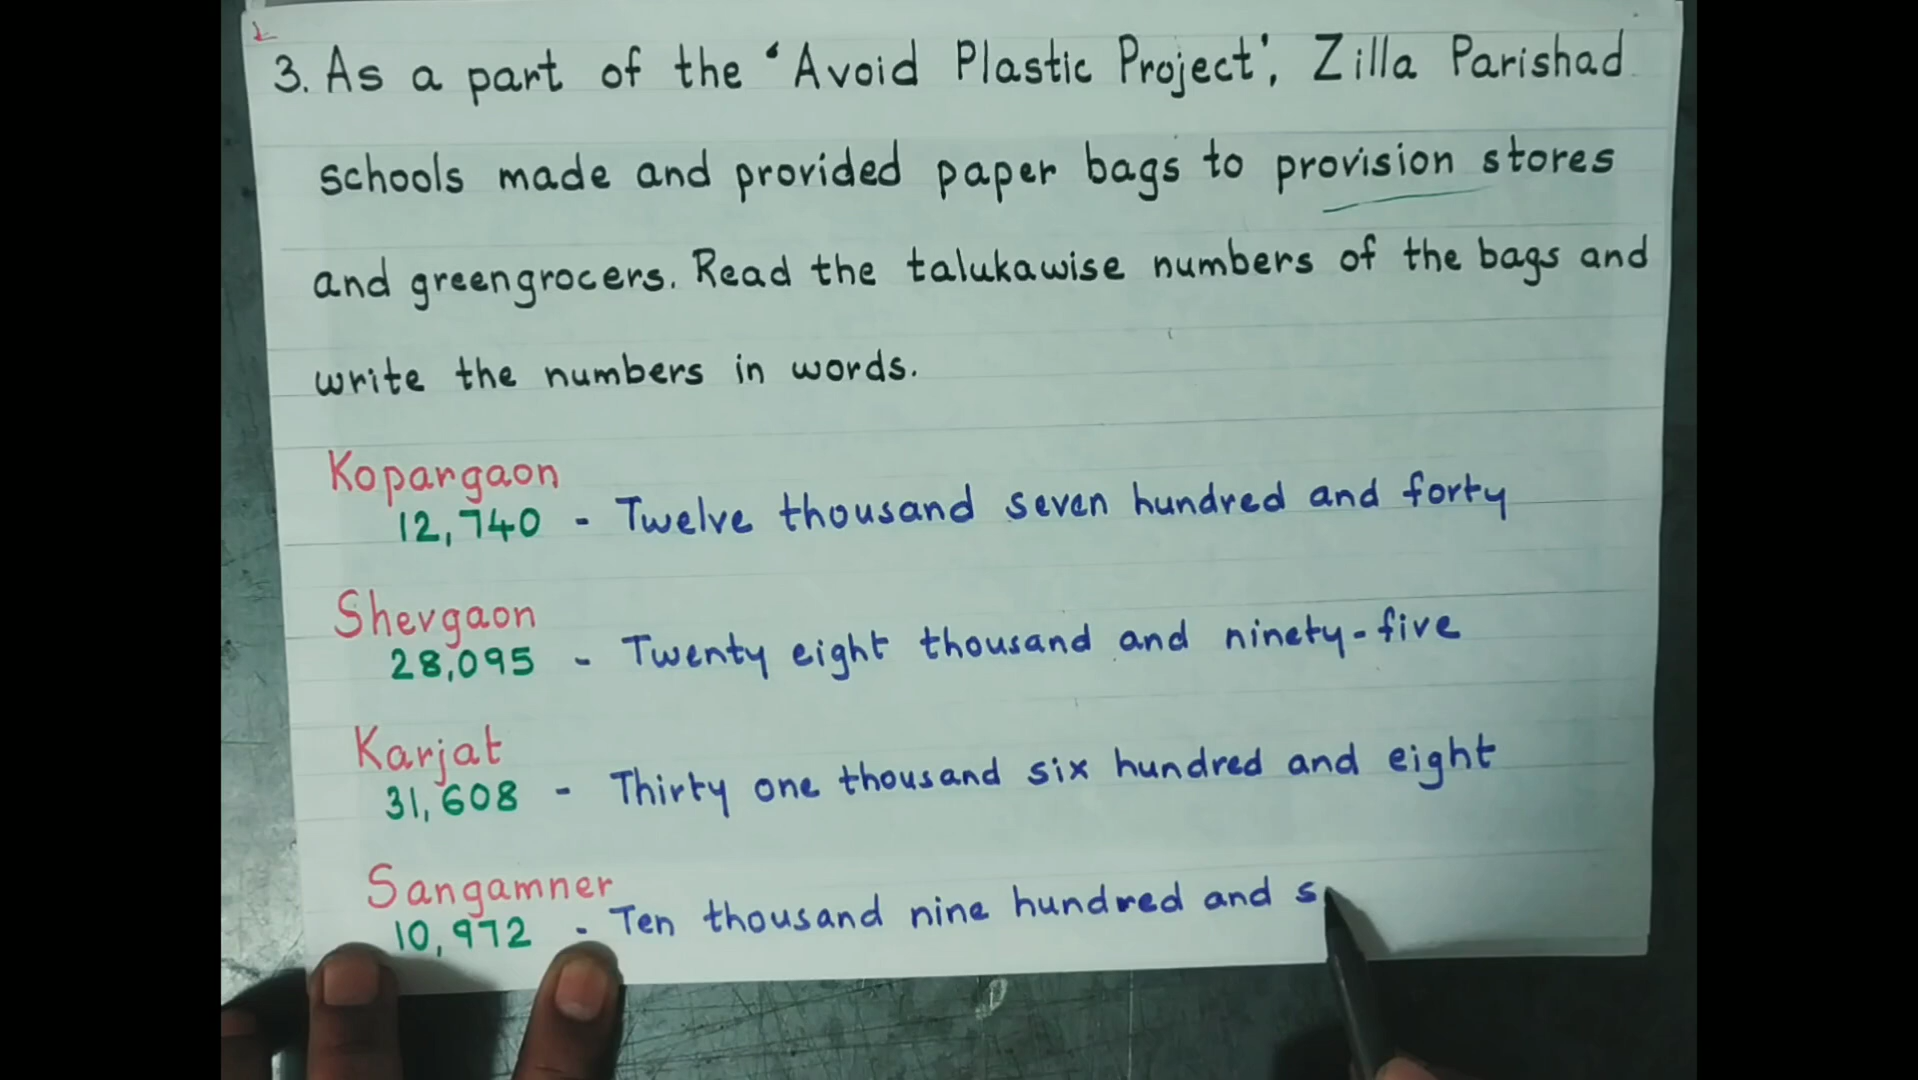 3. As a part of the 'Avoid Plastic Project', Zilla Parishad
schools made and provided paper bags to provision stores
and greengrocers. Read the talukawise numbers of the bags and
write the numbers in words.
Kopargaon
12,740 - Twelve thousand seven hundred and forty
Shevgaon
28,095 - Twenty eight thousand and ninety-five
Karjat
31,608 - Thirty one thousand six hundred and eight
Sangamner
10,972 - Ten thousand nine hundred and s